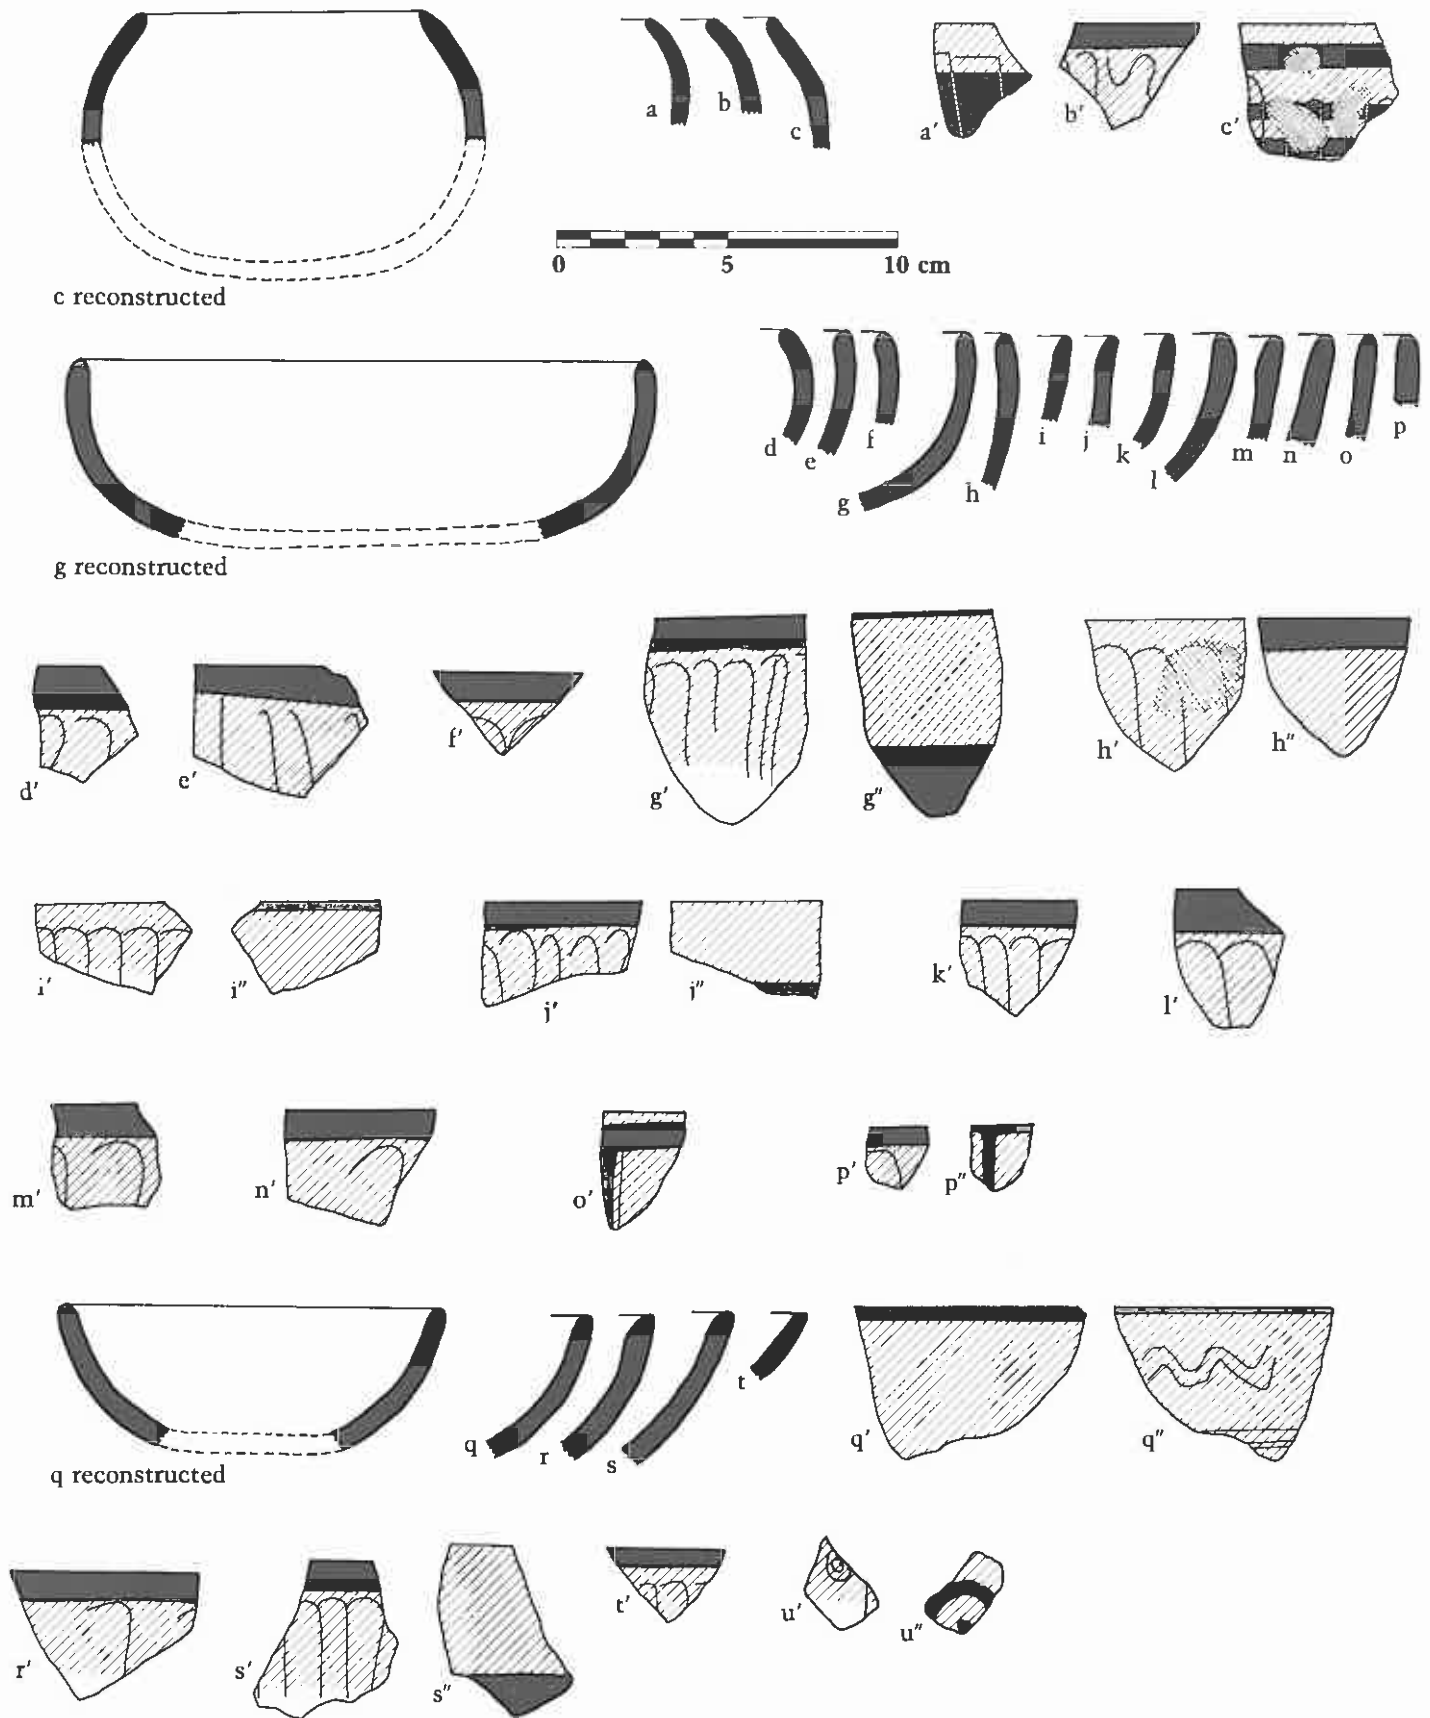 a b c a′ b′ c′
0 5 10 cm
c reconstructed
d e f g h i j k l m n o p
g reconstructed
d′ e′ f′ g′ g″ h′ h″
i′ i″ j′ j″ k′ l′
m′ n′ o′ p′ p″
q r s t q′ q″
q reconstructed
r′ s′ s″ t′ u′ u″